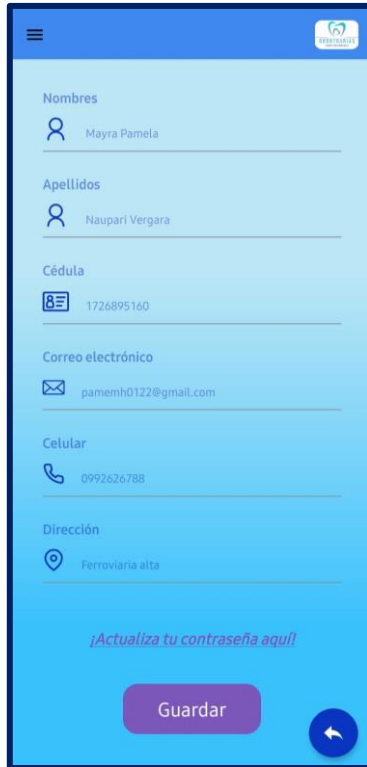 Nombres
Mayra Pamela
Apellidos
Naupari Vergara
Cédula
1726895160
Correo electrónico
pamemh0122@gmail.com
Celular
0992626788
Dirección
Ferroviaria alta
¡Actualiza tu contraseña aquí!
Guardar